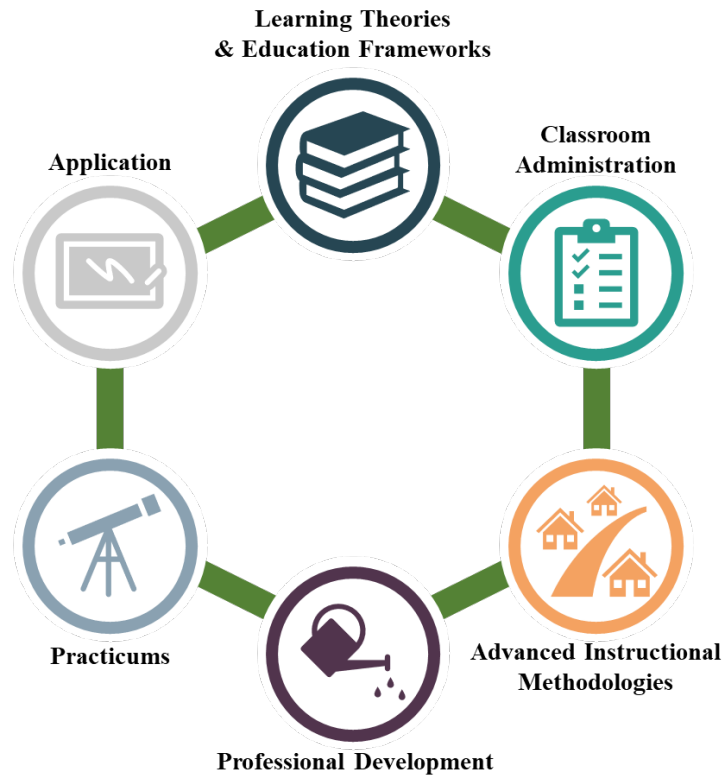 Learning Theories
& Education Frameworks
Classroom
Administration
Application
Practicums
Advanced Instructional
Methodologies
Professional Development